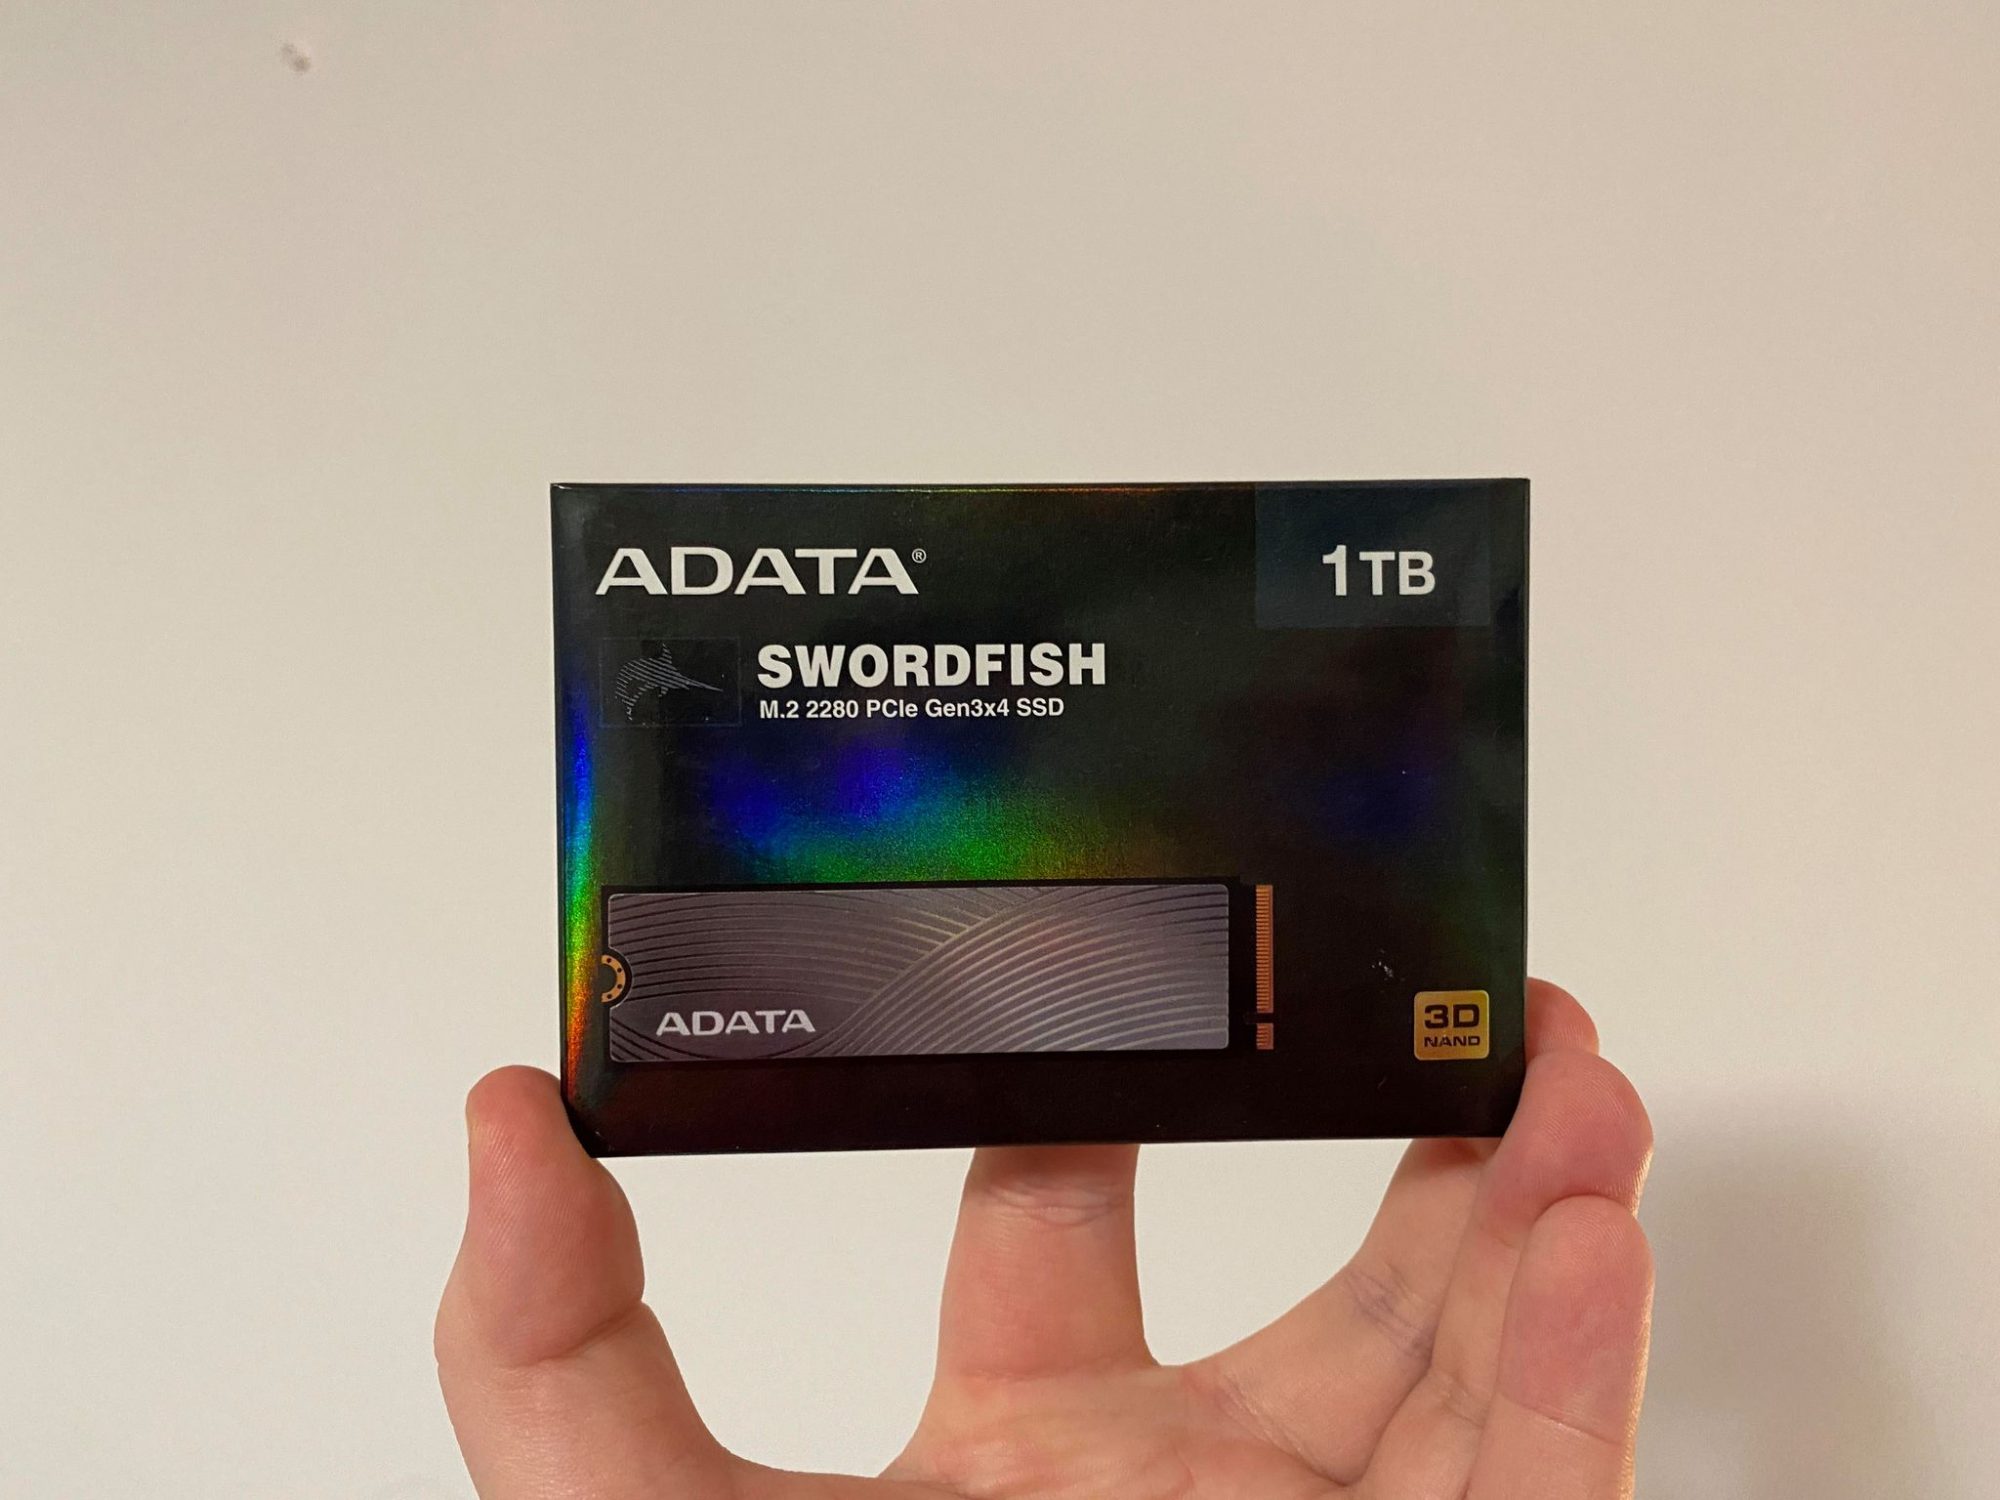 ADATA®
1TB
SWORDFISH
M.2 2280 PCIe Gen3x4 SSD
ADATA
3D
NAND